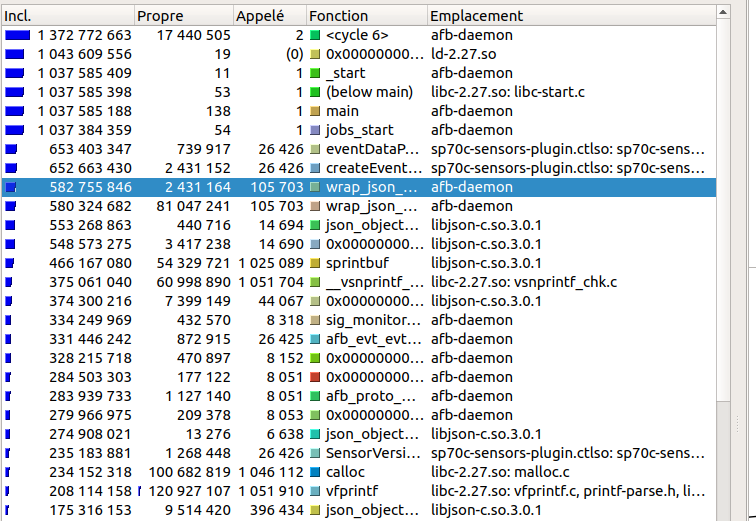 Incl. Propre Appelé Fonction Emplacement
1 372 772 663 17 440 505 2 <cycle 6> afb-daemon
1 043 609 556 19 (0) 0x00000000... ld-2.27.so
1 037 585 409 11 1 _start afb-daemon
1 037 585 398 53 1 (below main) libc-2.27.so: libc-start.c
1 037 585 188 138 1 main afb-daemon
1 037 384 359 54 1 jobs_start afb-daemon
653 403 347 739 917 26 426 eventDataP... sp70c-sensors-plugin.ctlso: sp70c-sens...
652 663 430 2 431 152 26 426 createEvent... sp70c-sensors-plugin.ctlso: sp70c-sens...
582 755 846 2 431 164 105 703 wrap_json_... afb-daemon
580 324 682 81 047 241 105 703 wrap_json_... afb-daemon
553 268 863 440 716 14 694 json_object... libjson-c.so.3.0.1
548 573 275 3 417 238 14 690 0x00000000... libjson-c.so.3.0.1
466 167 080 54 329 721 1 025 089 sprintbuf libjson-c.so.3.0.1
375 061 040 60 998 890 1 051 704 __vsnprintf_... libc-2.27.so: vsnprintf_chk.c
374 300 216 7 399 149 44 067 0x00000000... libjson-c.so.3.0.1
334 249 969 432 570 8 318 sig_monitor... afb-daemon
331 446 242 872 915 26 425 afb_evt_evt... afb-daemon
328 215 718 470 897 8 152 0x00000000... afb-daemon
284 503 303 177 122 8 051 0x00000000... afb-daemon
283 939 733 1 127 140 8 051 afb_proto_... afb-daemon
279 966 975 209 378 8 053 0x00000000... afb-daemon
274 908 021 13 276 6 638 json_object... libjson-c.so.3.0.1
235 183 881 1 268 448 26 426 SensorVersi... sp70c-sensors-plugin.ctlso: sp70c-sens...
234 152 318 100 682 819 1 046 112 calloc libc-2.27.so: malloc.c
208 114 158 120 927 107 1 051 910 vfprintf libc-2.27.so: vfprintf.c, printf-parse.h, li...
175 316 153 9 514 420 396 434 json_object... libjson-c.so.3.0.1